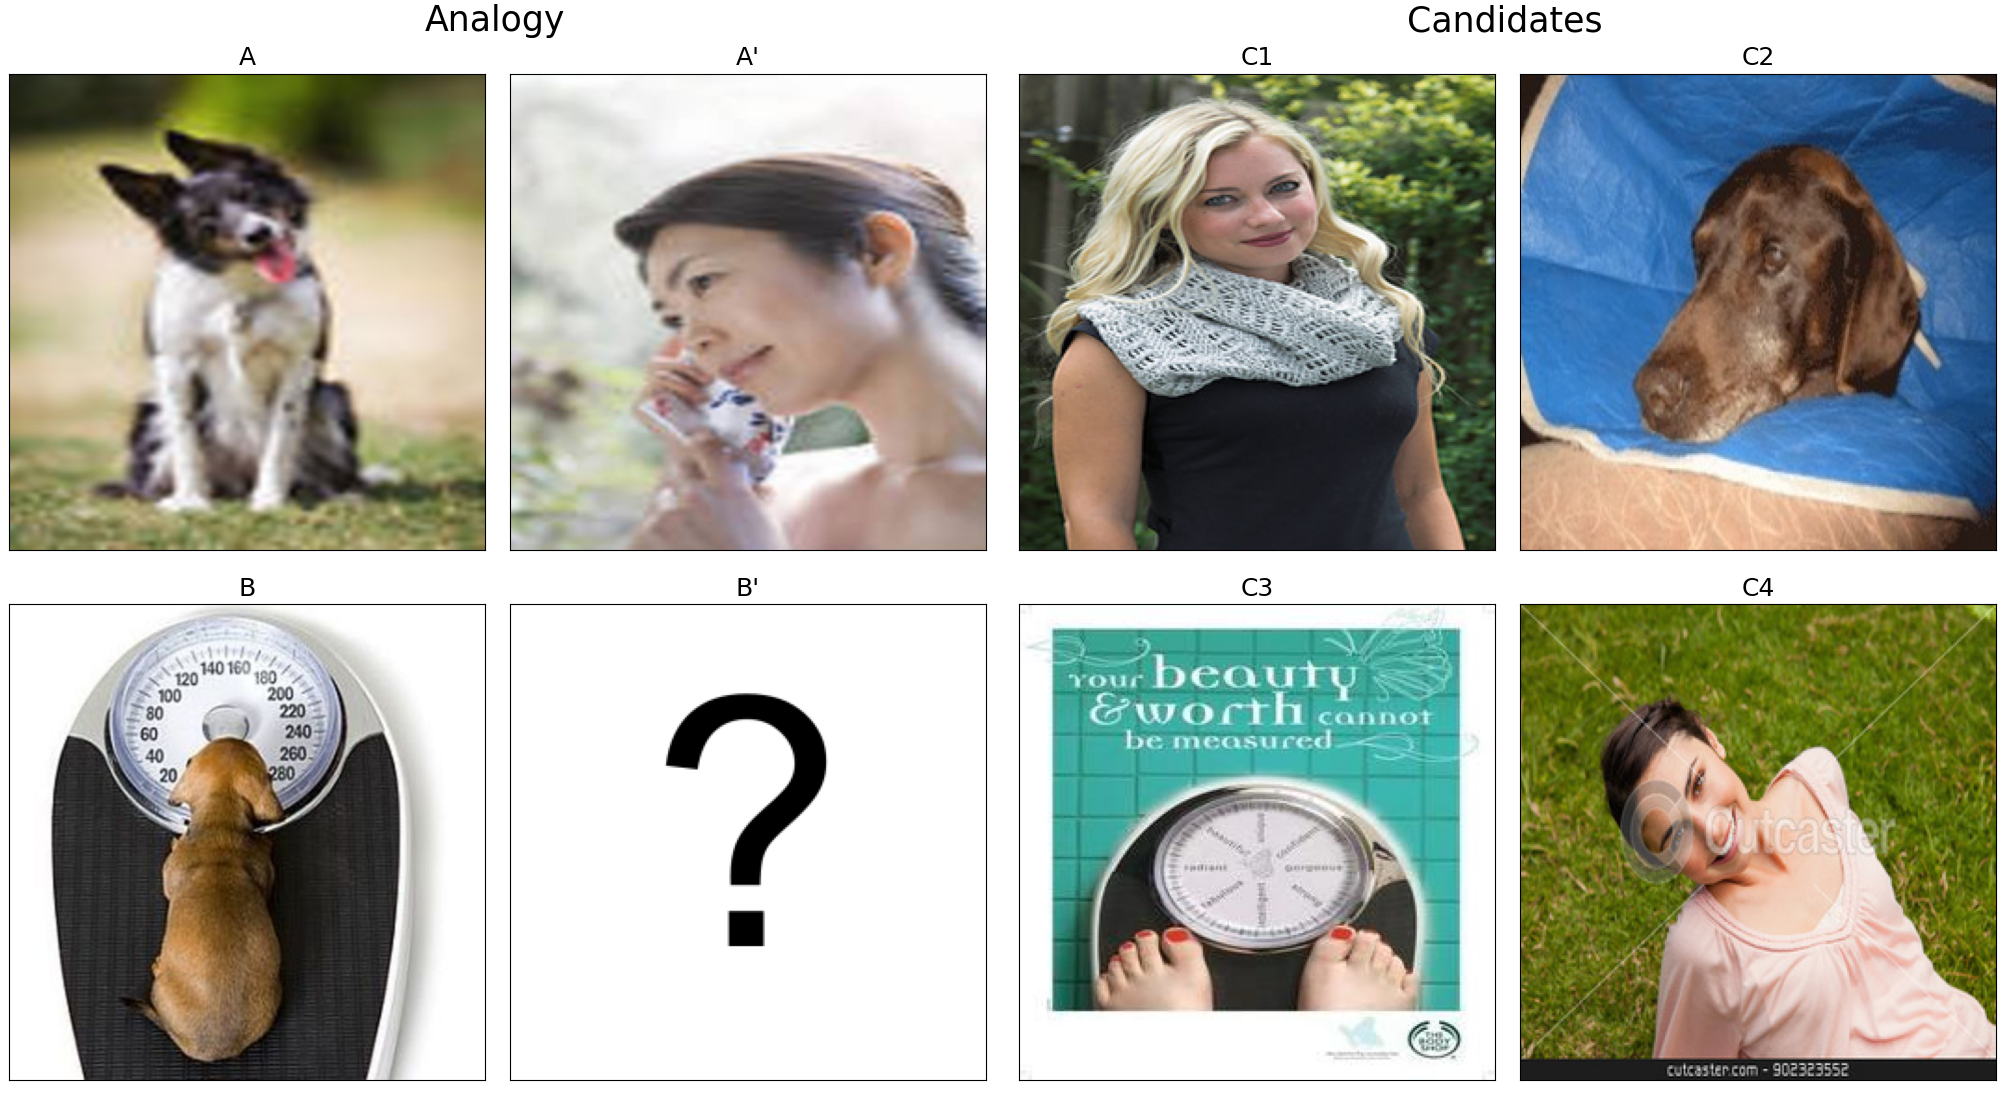 Analogy
Candidates
A
A'
C1
C2
B
B'
C3
C4
140 160
120
180
100
200
80
220
60
240
40
260
20
280
?
Your beauty
& worth cannot
be measured
unique
beautiful
confident
radiant
gorgeous
fabulous
strong
intelligent
THE
BODY
SHOP
Cutcaster
cutcaster.com - 902323552